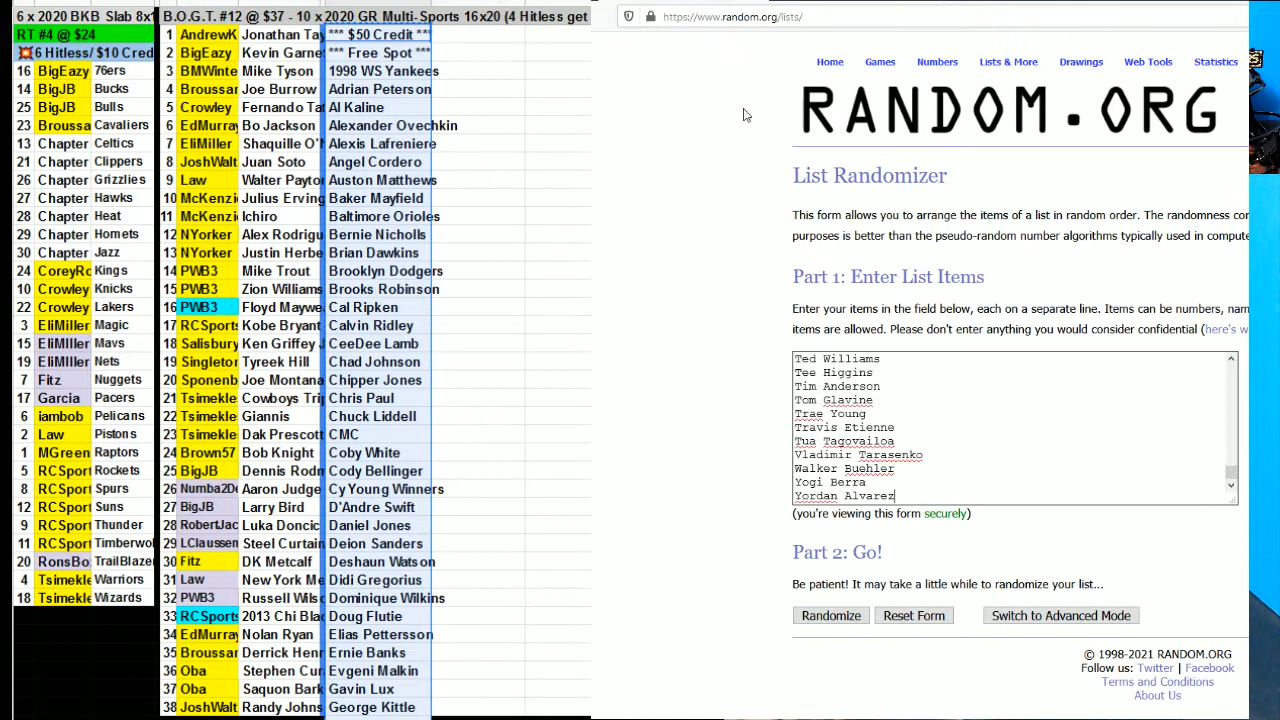 6 x 2020 BKB Slab 8x1
RT #4 @ $24
6 Hitless/ $10 Cred
16 BigEazy 76ers
14 BigJB Bucks
25 BigJB Bulls
23 Broussa Cavaliers
13 Chapter Celtics
21 Chapter Clippers
26 Chapter Grizzlies
27 Chapter Hawks
28 Chapter Heat
29 Chapter Hornets
30 Chapter Jazz
24 CoreyRo Kings
10 Crowley Knicks
22 Crowley Lakers
3 EliMiller Magic
15 EliMIller Mavs
19 EliMIller Nets
7 Fitz Nuggets
17 Garcia Pacers
6 iambob Pelicans
2 Law Pistons
1 MGreen Raptors
5 RCSport Rockets
8 RCSport Spurs
12 RCSport Suns
9 RCSport Thunder
11 RCSport Timberwol
20 RonsBo TrailBlaze
4 Tsimekle Warriors
18 Tsimekle Wizards
B.O.G.T. #12 @ $37 - 10 x 2020 GR Multi-Sports 16x20 (4 Hitless get
1 AndrewK Jonathan Tay *** $50 Credit ***
2 BigEazy Kevin Garne *** Free Spot ***
3 BMWinte Mike Tyson 1998 WS Yankees
4 Broussar Joe Burrow Adrian Peterson
5 Crowley Fernando Tat Al Kaline
6 EdMurray Bo Jackson Alexander Ovechkin
7 EliMiller Shaquille O'N Alexis Lafreniere
8 JoshWalt Juan Soto Angel Cordero
9 Law Walter Payto Auston Matthews
10 McKenzi Julius Erving Baker Mayfield
11 McKenzi Ichiro Baltimore Orioles
12 NYorker Alex Rodrigu Bernie Nicholls
13 NYorker Justin Herbe Brian Dawkins
14 PWB3 Mike Trout Brooklyn Dodgers
15 PWB3 Zion Williams Brooks Robinson
16 PWB3 Floyd Maywe Cal Ripken
17 RCSports Kobe Bryant Calvin Ridley
18 Salisbury Ken Griffey J CeeDee Lamb
19 Singleton Tyreek Hill Chad Johnson
20 Sponenb Joe Montana Chipper Jones
21 Tsimekles Cowboys Trip Chris Paul
22 Tsimekles Giannis Chuck Liddell
23 Tsimekles Dak Prescott CMC
24 Brown57 Bob Knight Coby White
25 BigJB Dennis Rodm Cody Bellinger
26 Numba2De Aaron Judge Cy Young Winners
27 BigJB Larry Bird D'Andre Swift
28 RobertJac Luka Doncic Daniel Jones
29 LClaussen Steel Curtain Deion Sanders
30 Fitz DK Metcalf Deshaun Watson
31 Law New York Me Didi Gregorius
32 PWB3 Russell Wils Dominique Wilkins
33 RCSports 2013 Chi Blac Doug Flutie
34 EdMurray Nolan Ryan Elias Pettersson
35 Broussar Derrick Henr Ernie Banks
36 Oba Stephen Cur Evgeni Malkin
37 Oba Saquon Bark Gavin Lux
38 JoshWalt Randy Johns George Kittle
https://www.random.org/lists/
Home Games Numbers Lists & More Drawings Web Tools Statistics
RANDOM.ORG
List Randomizer
This form allows you to arrange the items of a list in random order. The randomness co
purposes is better than the pseudo-random number algorithms typically used in compute
Part 1: Enter List Items
Enter your items in the field below, each on a separate line. Items can be numbers, nam
items are allowed. Please don't enter anything you would consider confidential (here's w
Ted Williams
Tee Higgins
Tim Anderson
Tom Glavine
Trae Young
Travis Etienne
Tua Tagovailoa
Vladimir Tarasenko
Walker Buehler
Yogi Berra
Yordan Alvarez
(you're viewing this form securely)
Part 2: Go!
Be patient! It may take a little while to randomize your list...
Randomize Reset Form Switch to Advanced Mode
© 1998-2021 RANDOM.ORG
Follow us: Twitter | Facebook
Terms and Conditions
About Us